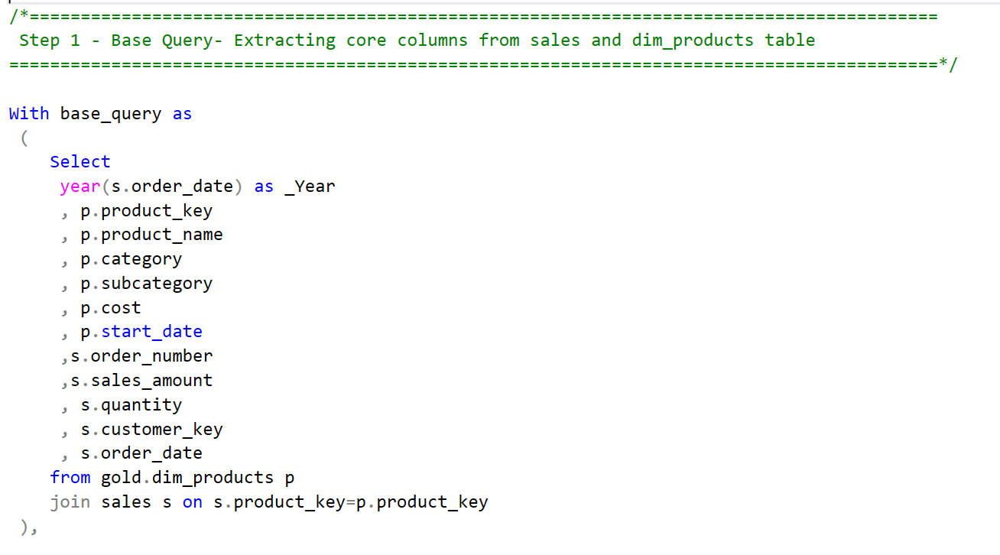 /*=========================================================================================
Step 1 - Base Query- Extracting core columns from sales and dim_products table
===========================================================================================*/
With base_query as
(
Select
year(s.order_date) as _Year
, p.product_key
, p.product_name
, p.category
, p.subcategory
, p.cost
, p.start_date
,s.order_number
,s.sales_amount
, s.quantity
, s.customer_key
, s.order_date
from gold.dim_products p
join sales s on s.product_key=p.product_key
),